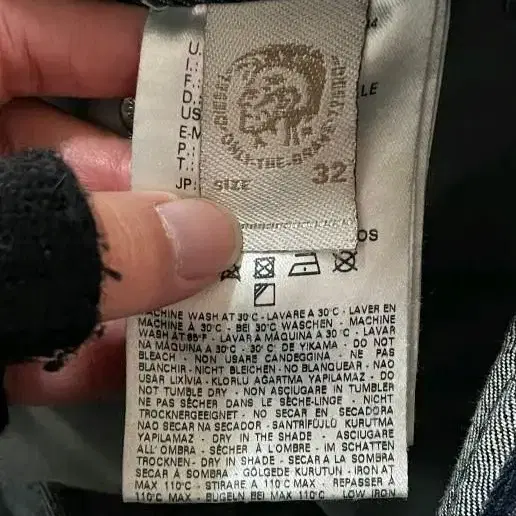 U.
I.:
F.:
D.:
US
E-M
P.:
T.:
JP:
4
LE
OS
DIESEL
DIESEL
ONLY-THE-BRAVE
SIZE 32
MACHINE WASH AT 30°C - LAVARE A 30°C - LAVER EN
MACHINE À 30°C - BEI 30°C WASCHEN - MACHINE
WASH AT 85°F - LAVAR A MÁQUINA A 30°C - LAVAR
NA MÁQUINA A 30°C - 30°C' DE YIKAMA - DO NOT
BLEACH - NON USARE CANDEGGINA - NE PAS
BLANCHIR - NICHT BLEICHEN - NO BLANQUEAR - NÃO
USAR LIXÍVIA - KLORLU AĞARTMA YAPILAMAZ - DO
NOT TUMBLE DRY - NON ASCIUGARE IN TUMBLER
NE PAS SÉCHER DANS LE SÈCHE-LINGE - NICHT
TROCKNERGEEIGNET - NO SECAR EN SECADORA
NÃO SECAR NA SECADOR - SANTRİFÜJLÜ KURUTMA
YAPILAMAZ - DRY IN THE SHADE - ASCIUGARE
ALL'OMBRA - SÉCHER À L'OMBRE - IM SCHATTEN
TROCKNEN - DRY IN SHADE - SECAR A LA SOMBRA
SECAR À SOMBRA - GÖLGEDE KURUTUN - IRON AT
MAX 110°C - STIRARE A 110°C MAX - REPASSER À
110°C MAX - BÜGELN BEI MAX 110°C - LOW IRON